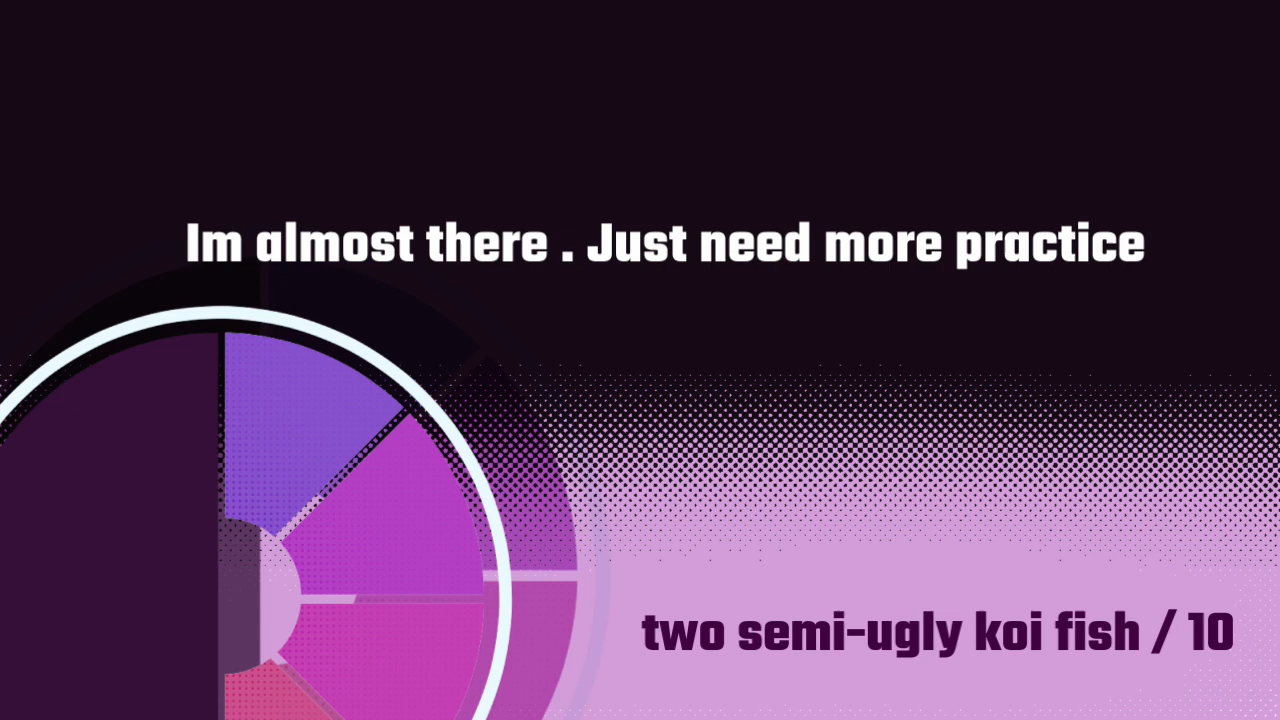 Im almost there . Just need more practice
two semi-ugly koi fish / 10